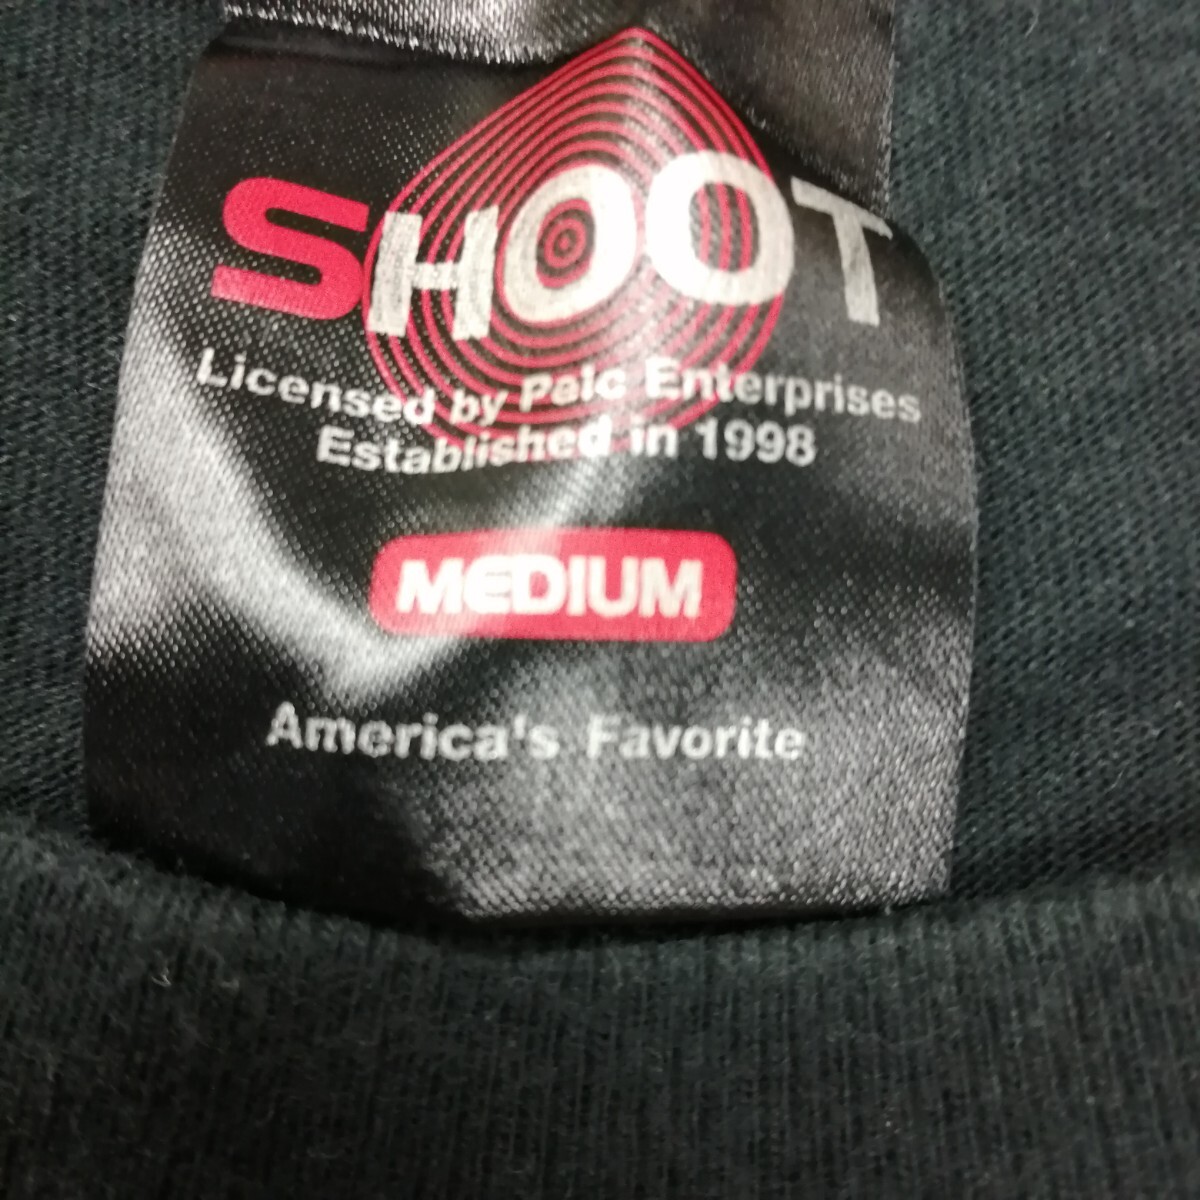 SHOOT
Licensed by Palc Enterprises
Established in 1998
MEDIUM
America's Favorite